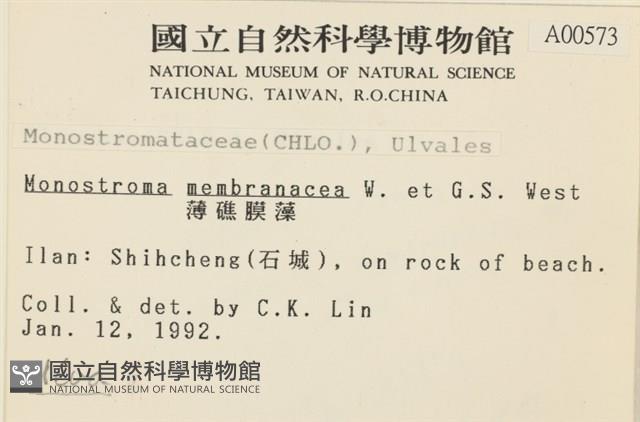 國立自然科學博物館
A00573
NATIONAL MUSEUM OF NATURAL SCIENCE
TAICHUNG, TAIWAN, R.O.CHINA
Monostromataceae(CHLO.), Ulvales
Monostroma membranacea W. et G.S. West
薄礁膜藻
Ilan: Shihcheng(石城), on rock of beach.
Coll. & det. by C.K. Lin
Jan. 12, 1992.
國立自然科學博物館
NATIONAL MUSEUM OF NATURAL SCIENCE